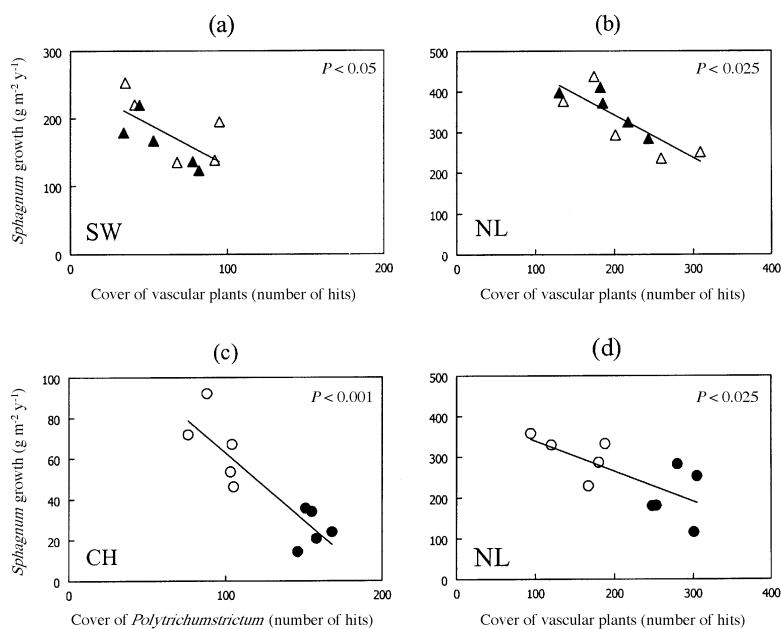 (a)
(b)
300
200
100
0
P < 0.05
SW
0
100
200
Sphagnum growth (g m⁻² y⁻¹)
Cover of vascular plants (number of hits)
500
400
300
200
100
0
P < 0.025
NL
0
100
200
300
400
Cover of vascular plants (number of hits)
(c)
(d)
100
80
60
40
20
0
P < 0.001
CH
0
100
200
Sphagnum growth (g m⁻² y⁻¹)
Cover of Polytrichumstrictum (number of hits)
500
400
300
200
100
0
P < 0.025
NL
0
100
200
300
400
Cover of vascular plants (number of hits)